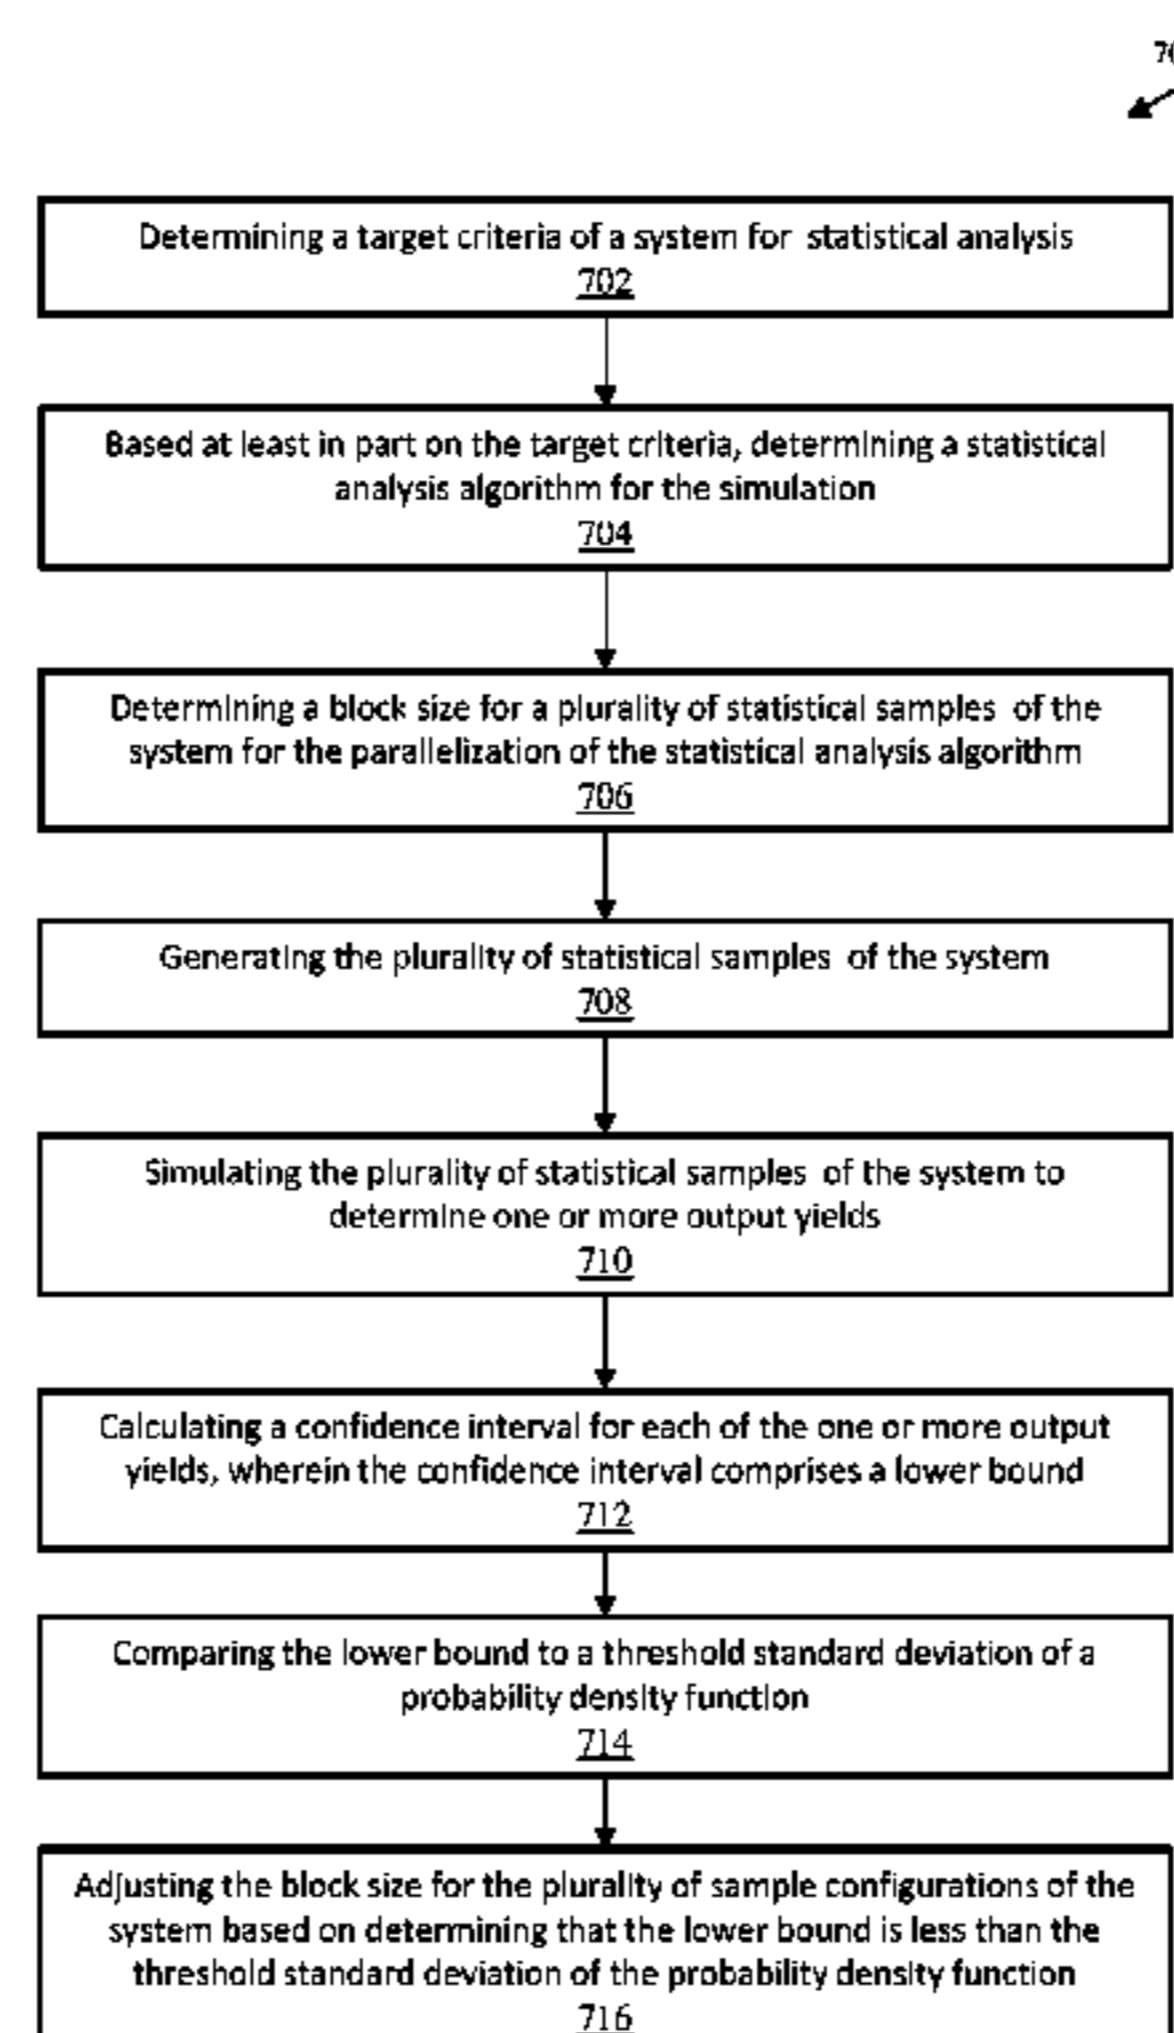 Determining a target criteria of a system for statistical analysis
702
Based at least in part on the target criteria, determining a statistical
analysis algorithm for the simulation
704
Determining a block size for a plurality of statistical samples of the
system for the parallelization of the statistical analysis algorithm
706
Generating the plurality of statistical samples of the system
708
Simulating the plurality of statistical samples of the system to
determine one or more output yields
710
Calculating a confidence interval for each of the one or more output
yields, wherein the confidence interval comprises a lower bound
712
Comparing the lower bound to a threshold standard deviation of a
probability density function
714
Adjusting the block size for the plurality of sample configurations of the
system based on determining that the lower bound is less than the
threshold standard deviation of the probability density function
716